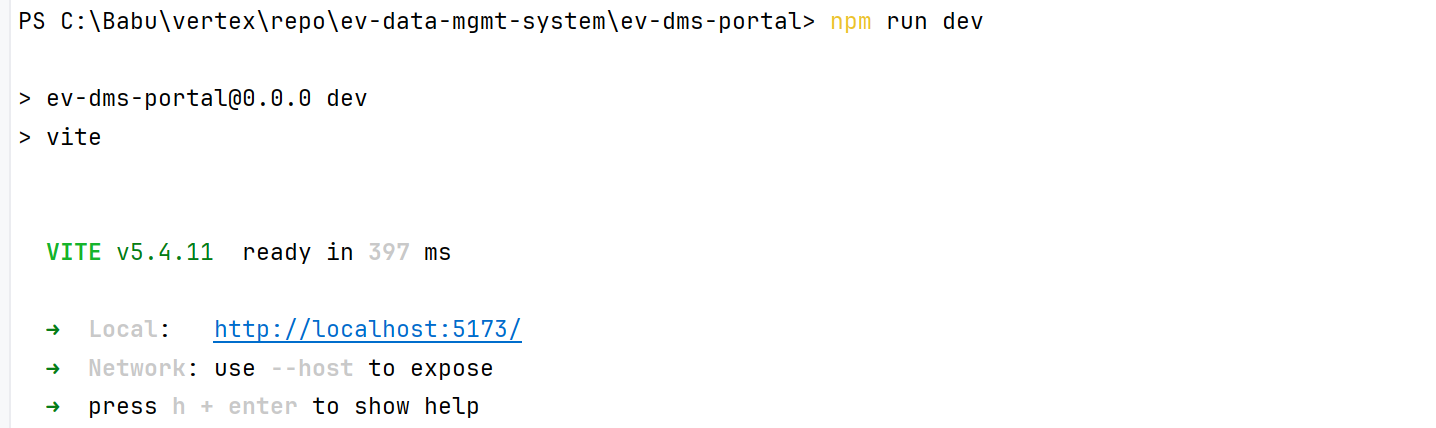 PS C:\Babu\vertex\repo\ev-data-mgmt-system\ev-dms-portal> npm run dev
> ev-dms-portal@0.0.0 dev
> vite
VITE v5.4.11  ready in 397 ms
➜  Local:   http://localhost:5173/
➜  Network: use --host to expose
➜  press h + enter to show help